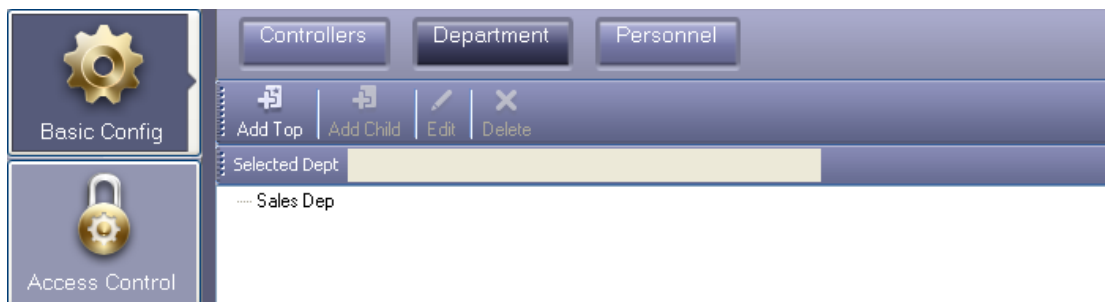 Controllers
Department
Personnel
Basic Config
Add Top
Add Child
Edit
Delete
Selected Dept
Sales Dep
Access Control